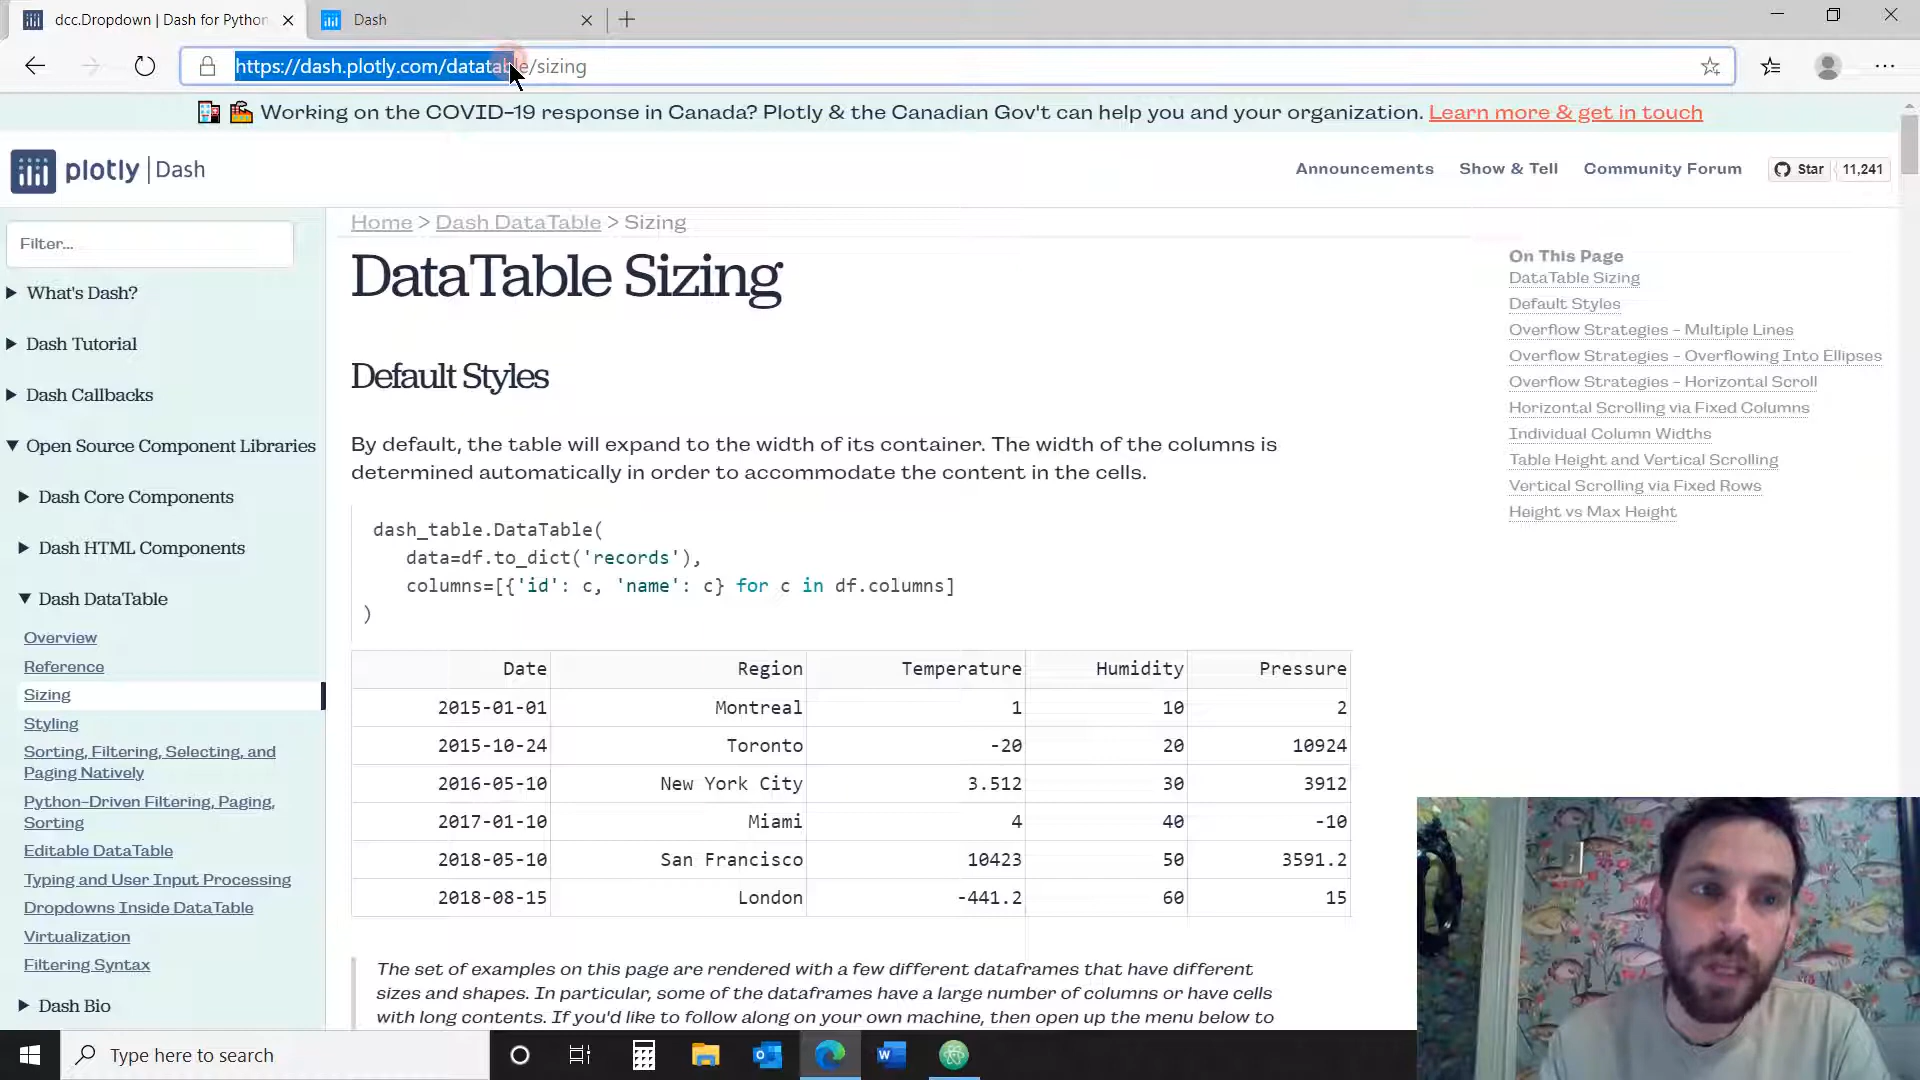 dcc.Dropdown | Dash for Python
Dash
https://dash.plotly.com/datatable/sizing
Working on the COVID-19 response in Canada? Plotly & the Canadian Gov't can help you and your organization. Learn more & get in touch
plotly | Dash
Announcements
Show & Tell
Community Forum
Star
11,241
Filter...
What's Dash?
Dash Tutorial
Dash Callbacks
Open Source Component Libraries
Dash Core Components
Dash HTML Components
Dash DataTable
Overview
Reference
Sizing
Styling
Sorting, Filtering, Selecting, and
Paging Natively
Python-Driven Filtering, Paging,
Sorting
Editable DataTable
Typing and User Input Processing
Dropdowns Inside DataTable
Virtualization
Filtering Syntax
Dash Bio
Home > Dash DataTable > Sizing
DataTable Sizing
Default Styles
By default, the table will expand to the width of its container. The width of the columns is
determined automatically in order to accommodate the content in the cells.
dash_table.DataTable(
data=df.to_dict('records'),
columns=[{'id': c, 'name': c} for c in df.columns]
)
Date Region Temperature Humidity Pressure
2015-01-01 Montreal 1 10 2
2015-10-24 Toronto -20 20 10924
2016-05-10 New York City 3.512 30 3912
2017-01-10 Miami 4 40 -10
2018-05-10 San Francisco 10423 50 3591.2
2018-08-15 London -441.2 60 15
The set of examples on this page are rendered with a few different dataframes that have different
sizes and shapes. In particular, some of the dataframes have a large number of columns or have cells
with long contents. If you'd like to follow along on your own machine, then open up the menu below to
On This Page
DataTable Sizing
Default Styles
Overflow Strategies - Multiple Lines
Overflow Strategies - Overflowing Into Ellipses
Overflow Strategies - Horizontal Scroll
Horizontal Scrolling via Fixed Columns
Individual Column Widths
Table Height and Vertical Scrolling
Vertical Scrolling via Fixed Rows
Height vs Max Height
Type here to search